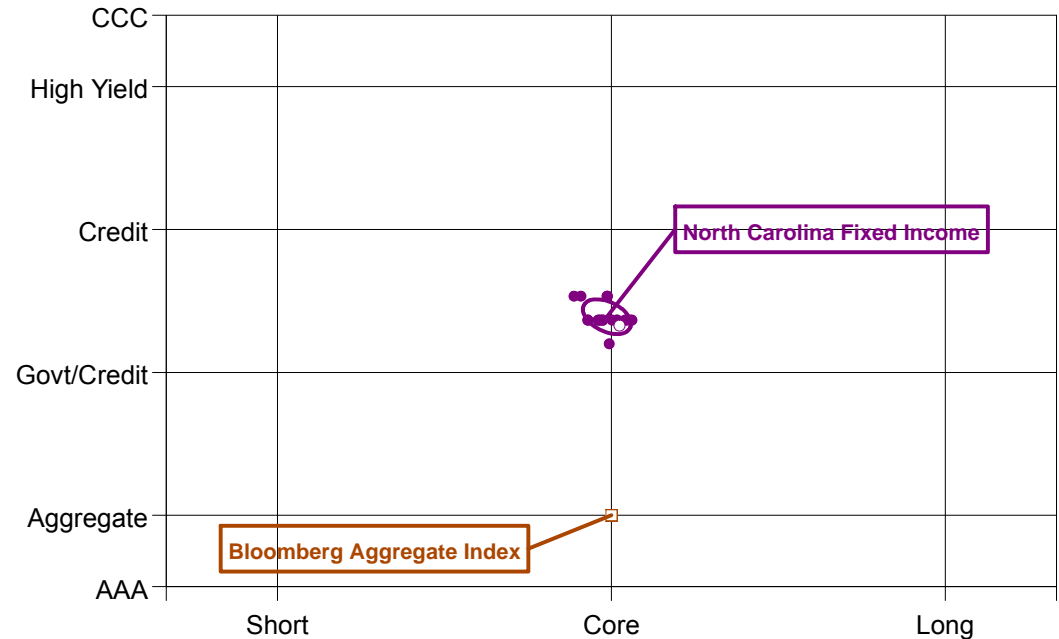 CCC
High Yield
Credit
North Carolina Fixed Income
Govt/Credit
Aggregate
Bloomberg Aggregate Index
AAA
Short
Core
Long